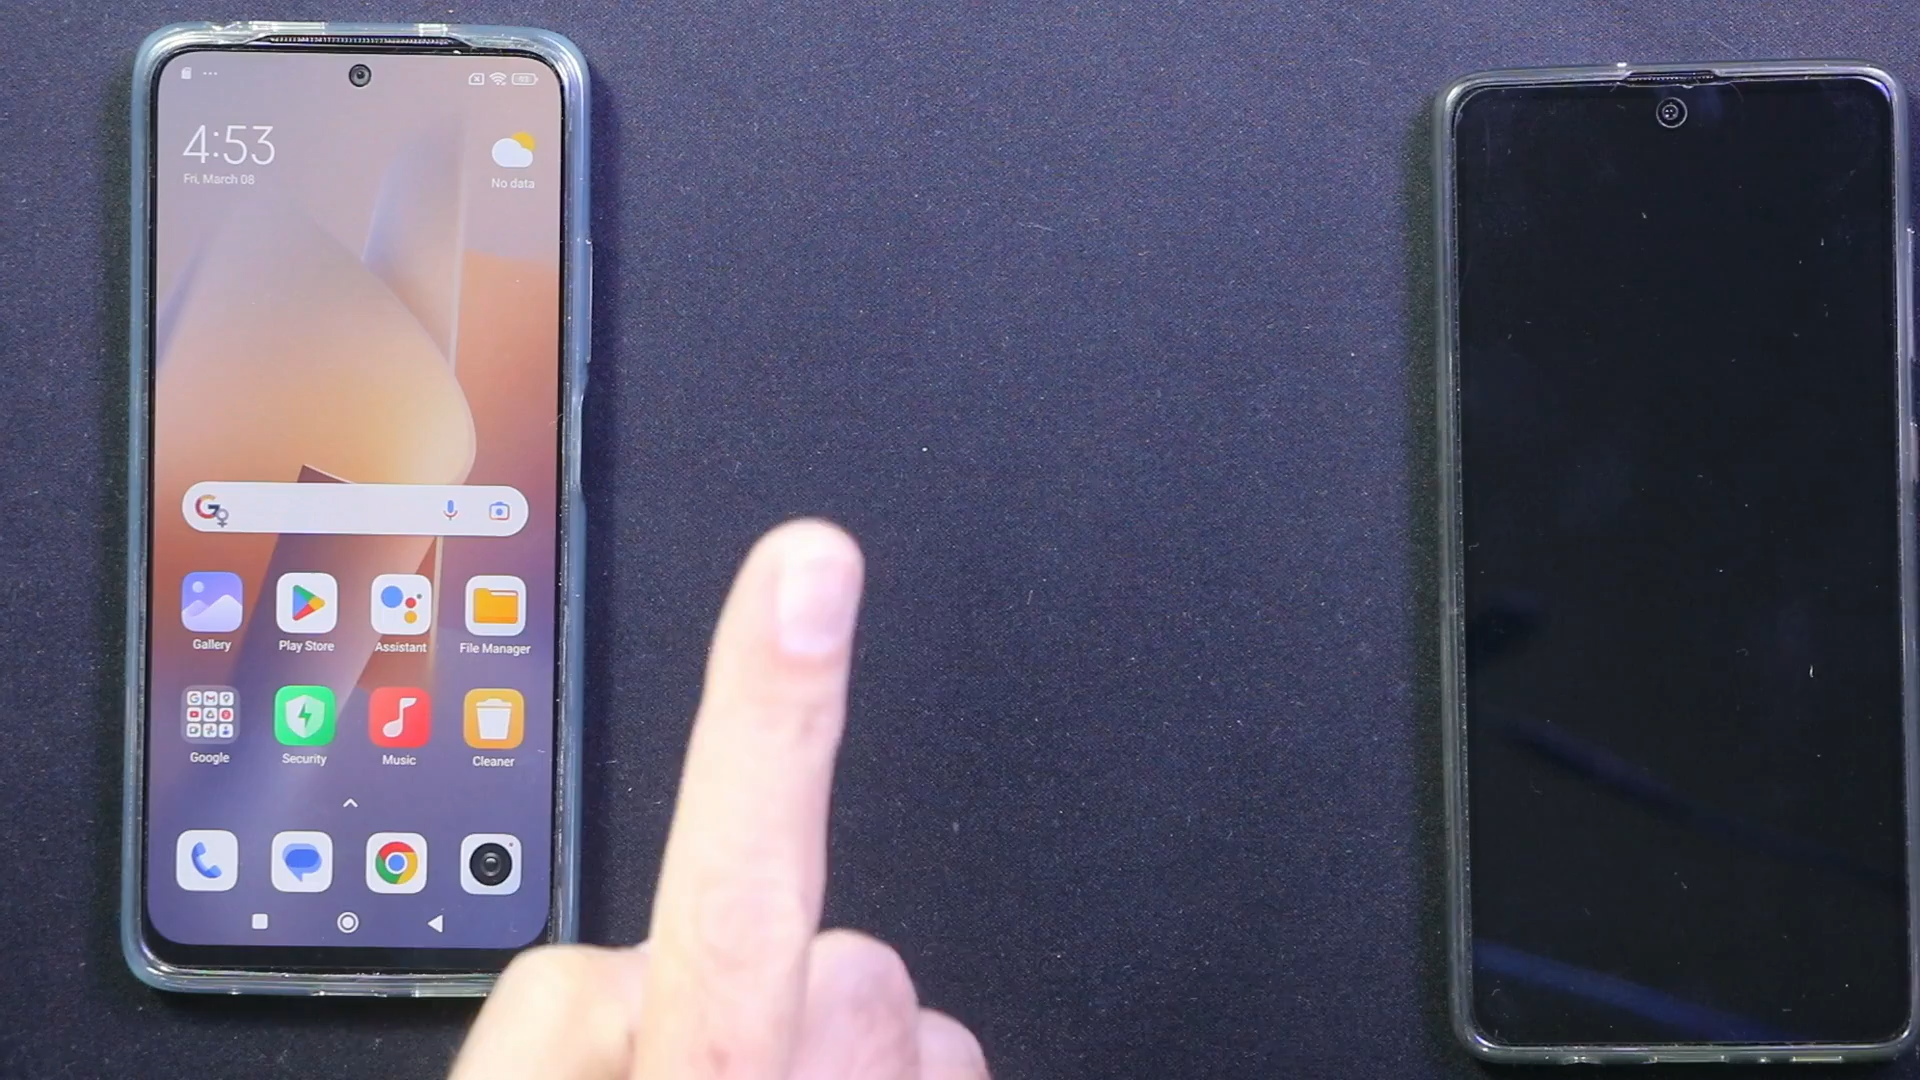 4:53
Fri, March 08
No data
Gallery
Play Store
Assistant
File Manager
Google
Security
Music
Cleaner